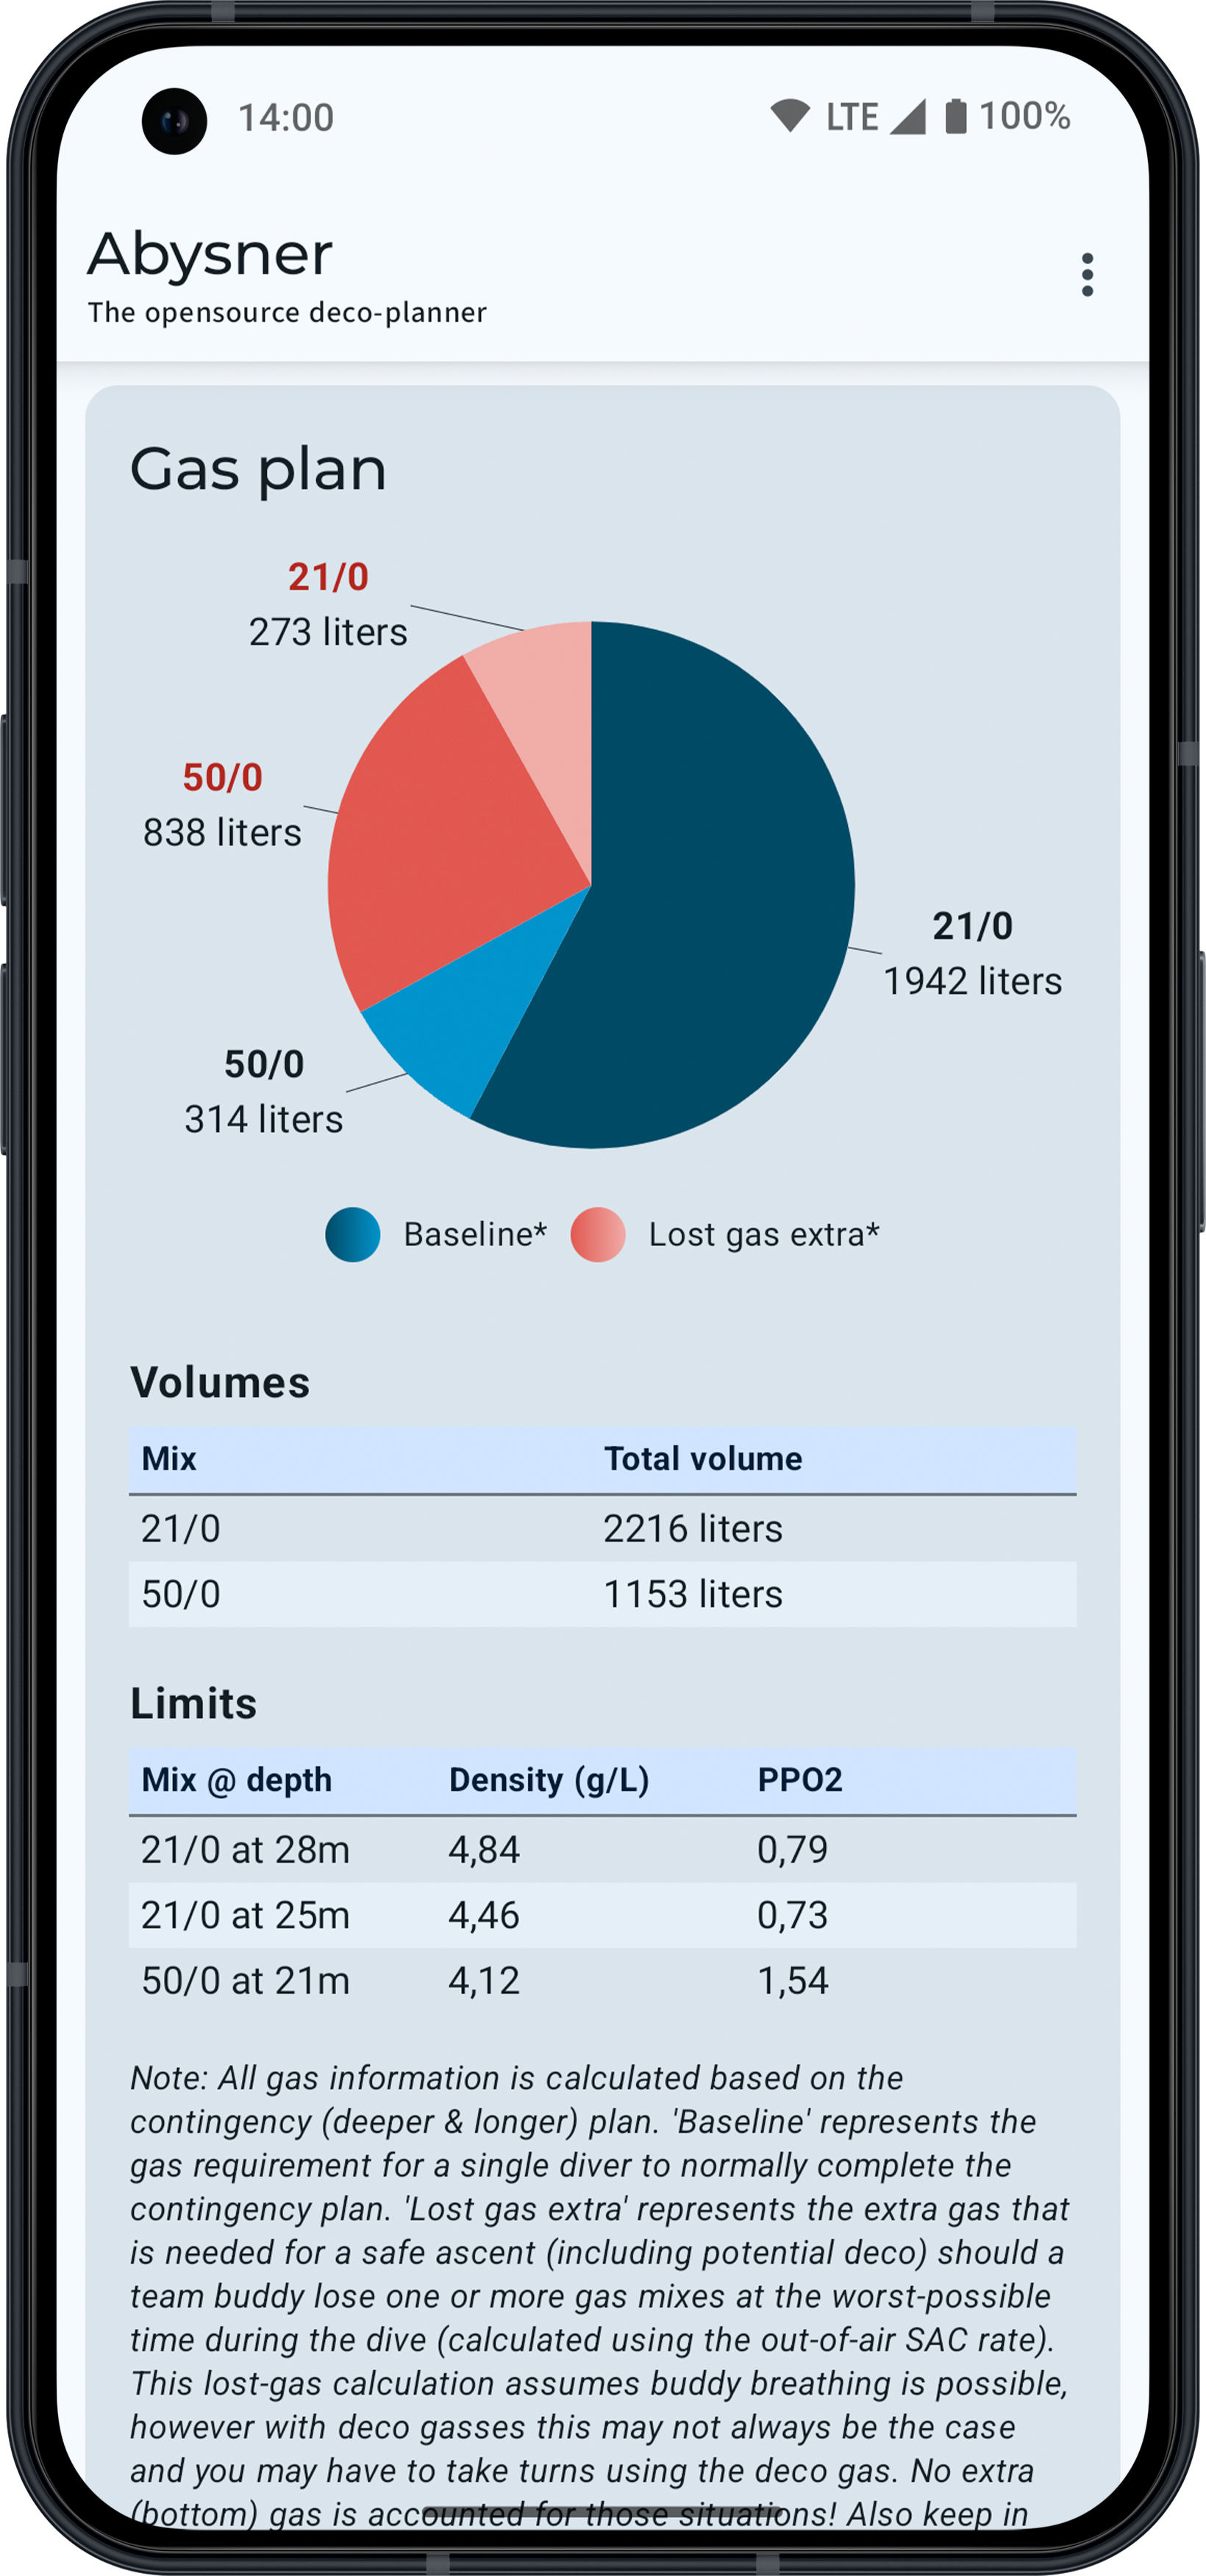 14:00 LTE 100%
Abysner
The opensource deco-planner
Gas plan
21/0
273 liters
50/0
838 liters
21/0
1942 liters
50/0
314 liters
Baseline* Lost gas extra*
Volumes
Mix Total volume
21/0 2216 liters
50/0 1153 liters
Limits
Mix @ depth Density (g/L) PPO2
21/0 at 28m 4,84 0,79
21/0 at 25m 4,46 0,73
50/0 at 21m 4,12 1,54
Note: All gas information is calculated based on the
contingency (deeper & longer) plan. 'Baseline' represents the
gas requirement for a single diver to normally complete the
contingency plan. 'Lost gas extra' represents the extra gas that
is needed for a safe ascent (including potential deco) should a
team buddy lose one or more gas mixes at the worst-possible
time during the dive (calculated using the out-of-air SAC rate).
This lost-gas calculation assumes buddy breathing is possible,
however with deco gasses this may not always be the case
and you may have to take turns using the deco gas. No extra
(bottom) gas is accounted for those situations! Also keep in